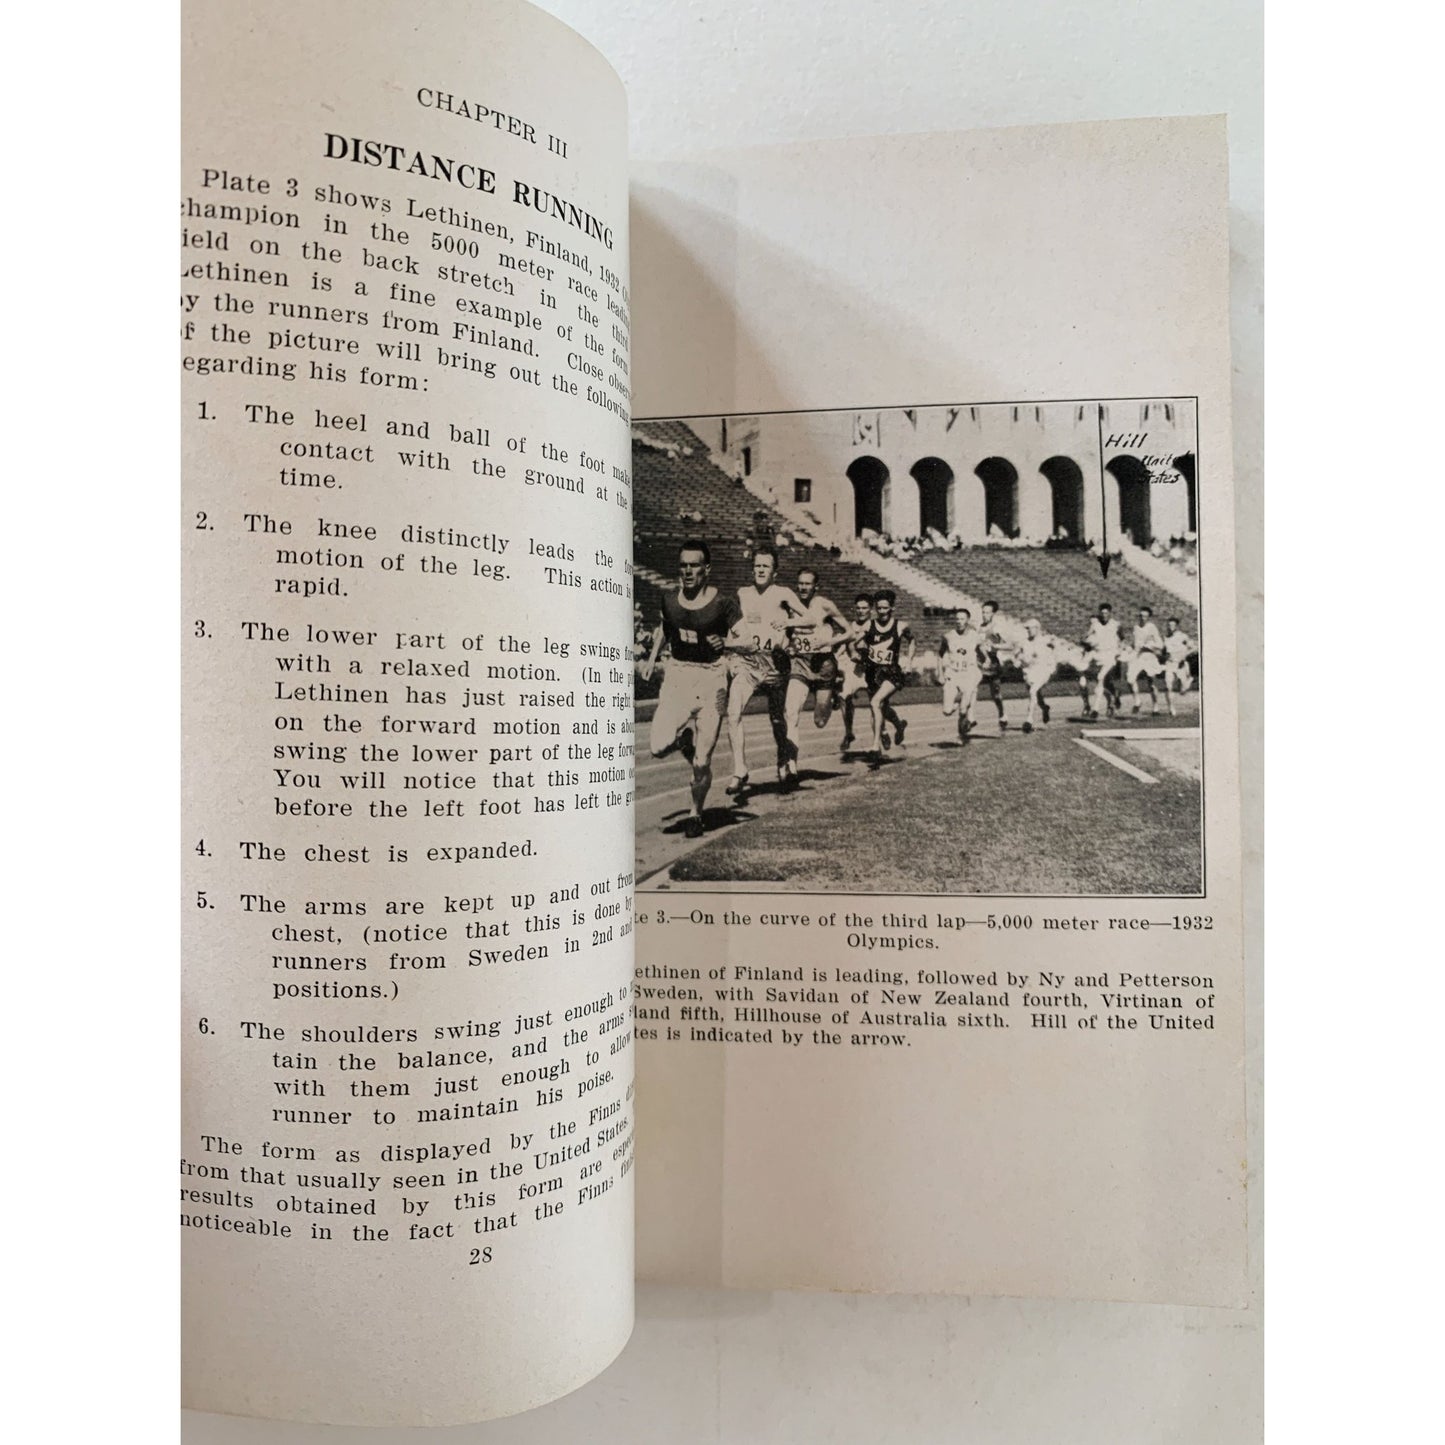 CHAPTER III
DISTANCE RUNNING
Plate 3 shows Lethinen, Finland, 1932
champion in the 5000 meter race leading
ield on the back stretch in the third
Lethinen is a fine example of the form
by the runners from Finland. Close
of the picture will bring out the following
egarding his form:
1. The heel and ball of the foot make
contact with the ground at the
time.
2. The knee distinctly leads the
motion of the leg. This action is
rapid.
3. The lower part of the leg swings
with a relaxed motion. (In the
Lethinen has just raised the right
on the forward motion and is
swing the lower part of the leg
You will notice that this motion
before the left foot has left the
4. The chest is expanded.
5. The arms are kept up and out from
chest, (notice that this is done by
runners from Sweden in 2nd and
positions.)
6. The shoulders swing just enough to
tain the balance, and the arms
with them just enough to allow
runner to maintain his poise.
The form as displayed by the Finns
from that usually seen in the United States.
results obtained by this form are
noticeable in the fact that the Finns
28
Hill
United
States
34
38
454
te 3.—On the curve of the third lap—5,000 meter race—1932
Olympics.
ethinen of Finland is leading, followed by Ny and Petterson
Sweden, with Savidan of New Zealand fourth, Virtinan of
land fifth, Hillhouse of Australia sixth. Hill of the United
tes is indicated by the arrow.